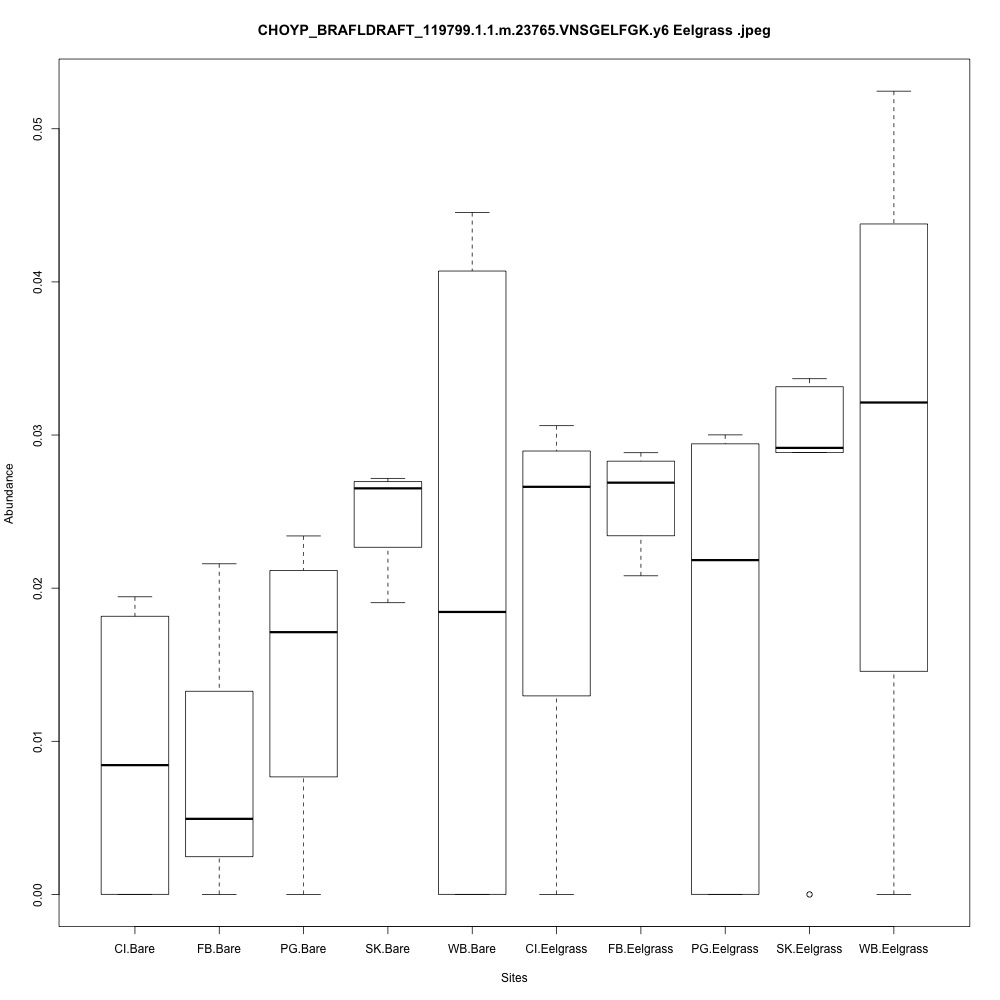 CHOYP_BRAFLDRAFT_119799.1.1.m.23765.VNSGELFGK.y6 Eelgrass .jpeg
0.05
0.04
0.03
0.02
0.01
0.00
Abundance
CI.Bare FB.Bare PG.Bare SK.Bare WB.Bare CI.Eelgrass FB.Eelgrass PG.Eelgrass SK.Eelgrass WB.Eelgrass
Sites